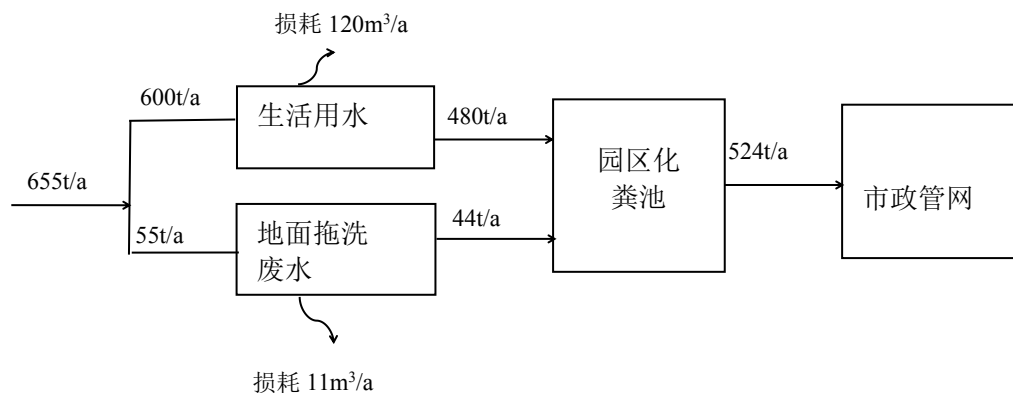 损耗 120m³/a
600t/a
生活用水
480t/a
园区化
粪池
524t/a
市政管网
655t/a
55t/a
地面拖洗
废水
44t/a
损耗 11m³/a